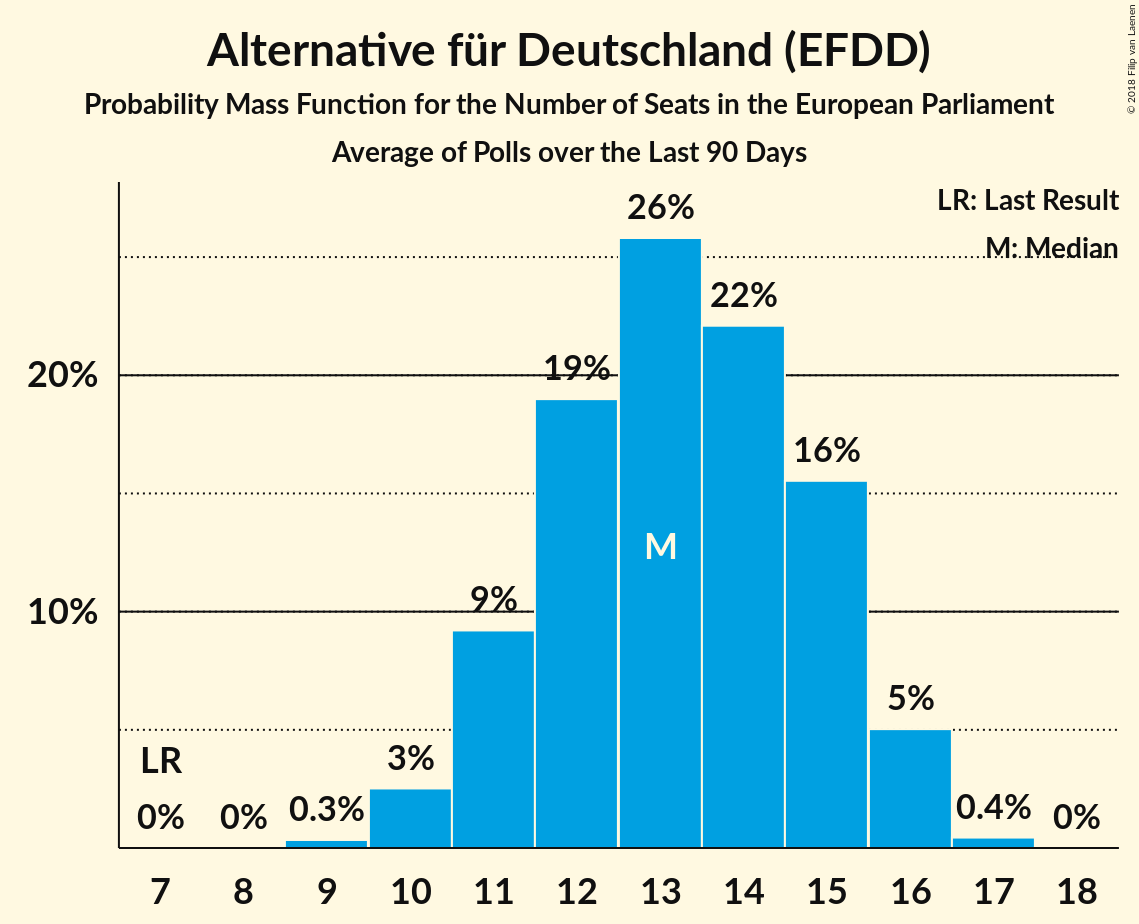 Alternative für Deutschland (EFDD)
Probability Mass Function for the Number of Seats in the European Parliament
Average of Polls over the Last 90 Days
© 2018 Filip van Laenen
LR: Last Result
M: Median
26%
22%
20%
19%
16%
M
10%
9%
5%
LR
3%
0%
0%
0.3%
0.4%
0%
7 8 9 10 11 12 13 14 15 16 17 18